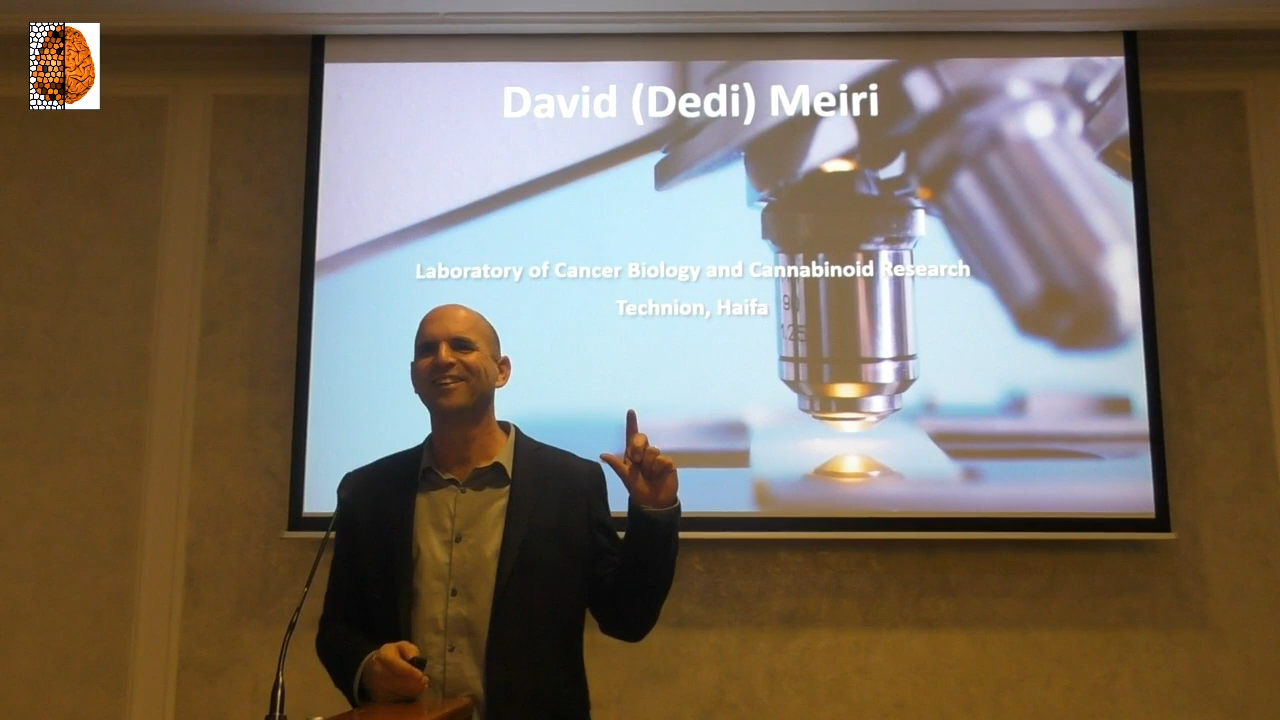 David (Dedi) Meiri
Laboratory of Cancer Biology and Cannabinoid Research
Technion, Haifa